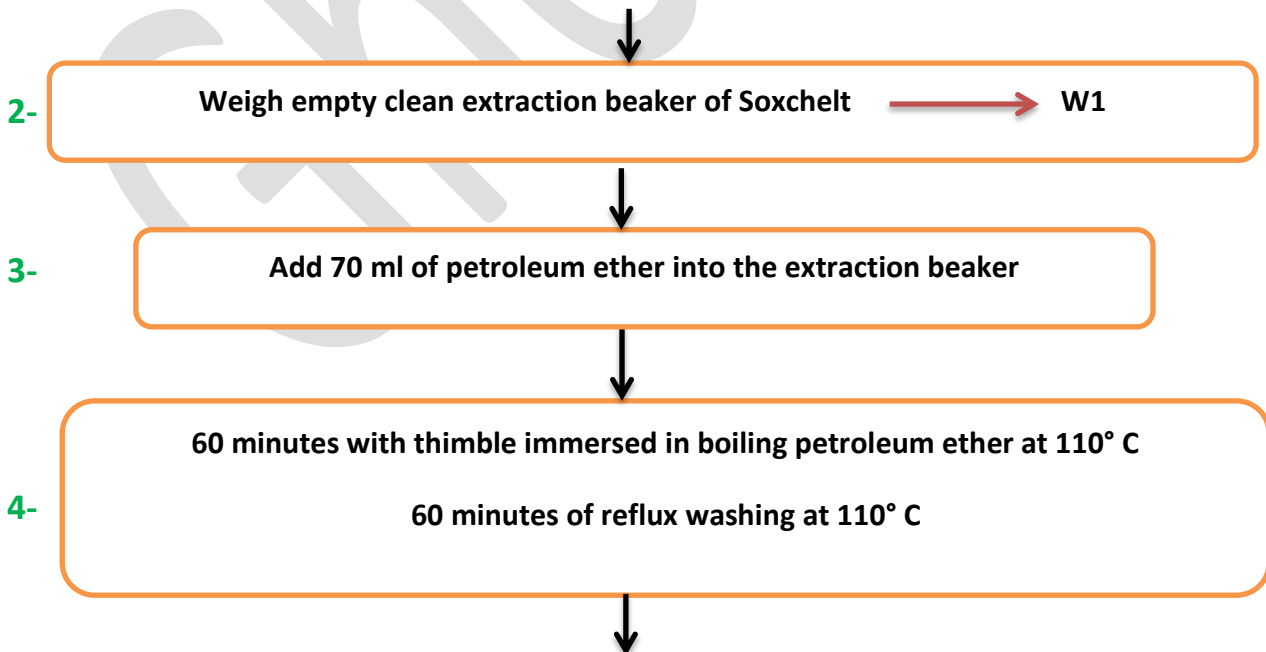 2- Weigh empty clean extraction beaker of Soxchelt W1
3- Add 70 ml of petroleum ether into the extraction beaker
60 minutes with thimble immersed in boiling petroleum ether at 110° C
4- 60 minutes of reflux washing at 110° C